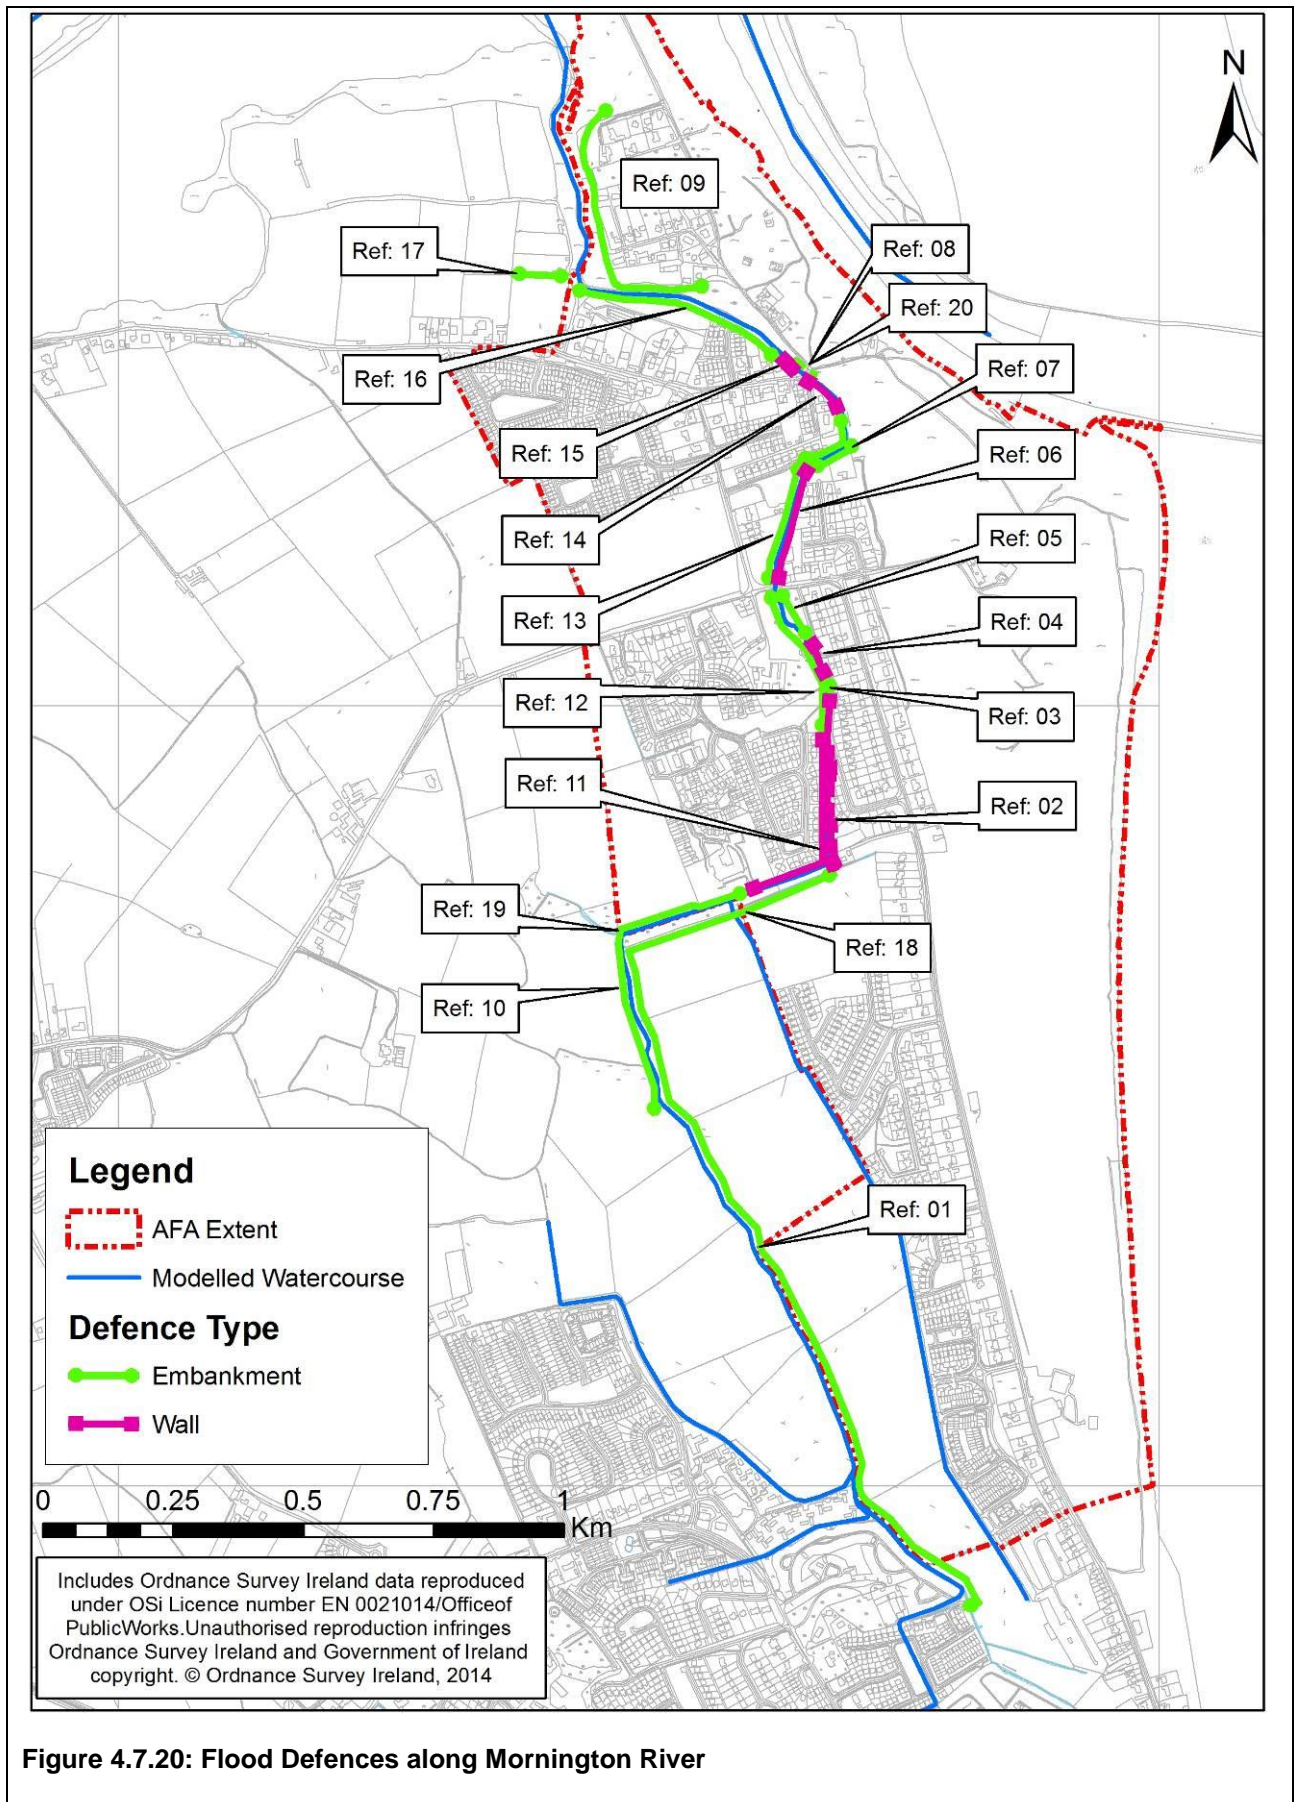 N
Ref: 09
Ref: 08
Ref: 17
Ref: 20
Ref: 07
Ref: 16
Ref: 15
Ref: 06
Ref: 14
Ref: 05
Ref: 13
Ref: 04
Ref: 12
Ref: 03
Ref: 11
Ref: 02
Ref: 19
Ref: 18
Ref: 10
Ref: 01
Legend
AFA Extent
Modelled Watercourse
Defence Type
Embankment
Wall
0 0.25 0.5 0.75 1
Km
Includes Ordnance Survey Ireland data reproduced
under OSi Licence number EN 0021014/Officeof
PublicWorks.Unauthorised reproduction infringes
Ordnance Survey Ireland and Government of Ireland
copyright. © Ordnance Survey Ireland, 2014
Figure 4.7.20: Flood Defences along Mornington River